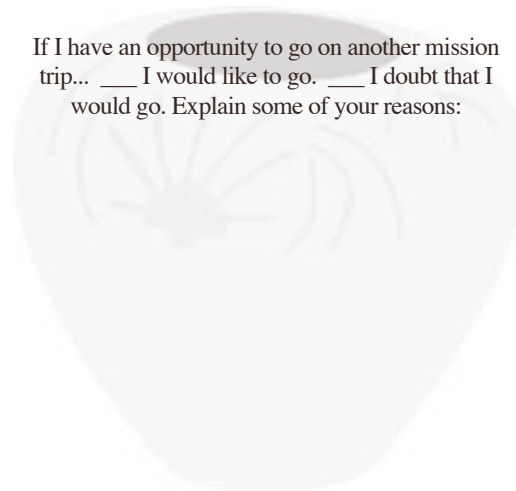 If I have an opportunity to go on another mission
trip... ___ I would like to go. ___ I doubt that I
would go. Explain some of your reasons: